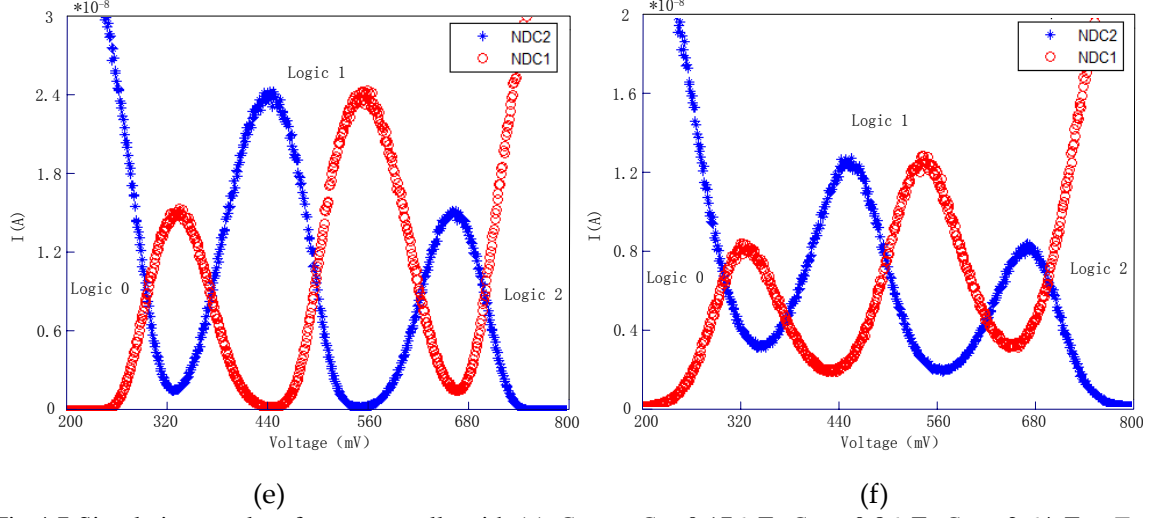 *10⁻⁸
3
2.4
1.8
1.2
0.6
0
I(A)
NDC2
NDC1
Logic 1
Logic 0
Logic 2
200 320 440 560 680 800
Voltage (mV)
(e)
*10⁻⁸
2
1.6
1.2
0.8
0.4
0
I(A)
NDC2
NDC1
Logic 1
Logic 0
Logic 2
200 320 440 560 680 800
Voltage (mV)
(f)